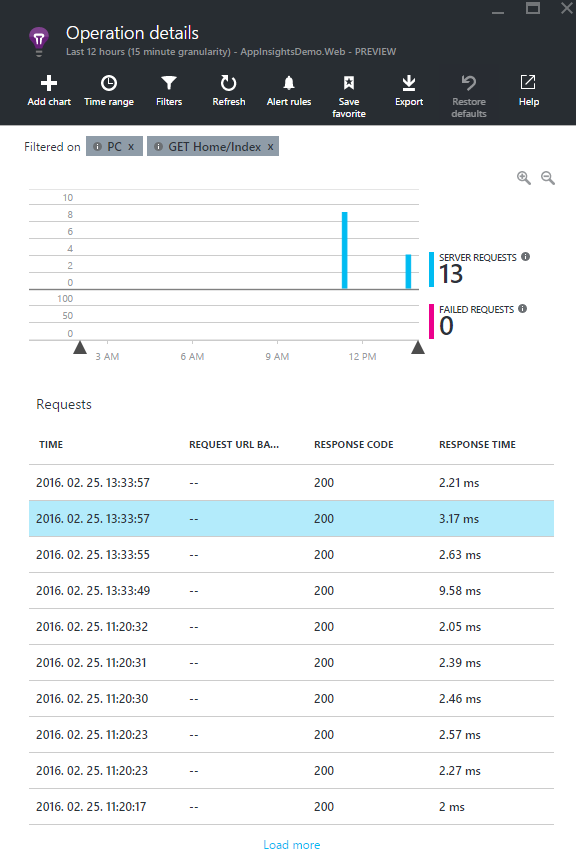 Operation details
Last 12 hours (15 minute granularity) - AppInsightsDemo.Web - PREVIEW
Add chart Time range Filters Refresh Alert rules Save favorite Export Restore defaults Help
Filtered on PC x GET Home/Index x
10
8
6
4
2
0
SERVER REQUESTS
13
100
50
0
FAILED REQUESTS
0
3 AM 6 AM 9 AM 12 PM
Requests
TIME REQUEST URL BA... RESPONSE CODE RESPONSE TIME
2016. 02. 25. 13:33:57 -- 200 2.21 ms
2016. 02. 25. 13:33:57 -- 200 3.17 ms
2016. 02. 25. 13:33:55 -- 200 2.63 ms
2016. 02. 25. 13:33:49 -- 200 9.58 ms
2016. 02. 25. 11:20:32 -- 200 2.05 ms
2016. 02. 25. 11:20:31 -- 200 2.39 ms
2016. 02. 25. 11:20:30 -- 200 2.46 ms
2016. 02. 25. 11:20:23 -- 200 2.57 ms
2016. 02. 25. 11:20:23 -- 200 2.27 ms
2016. 02. 25. 11:20:17 -- 200 2 ms
Load more